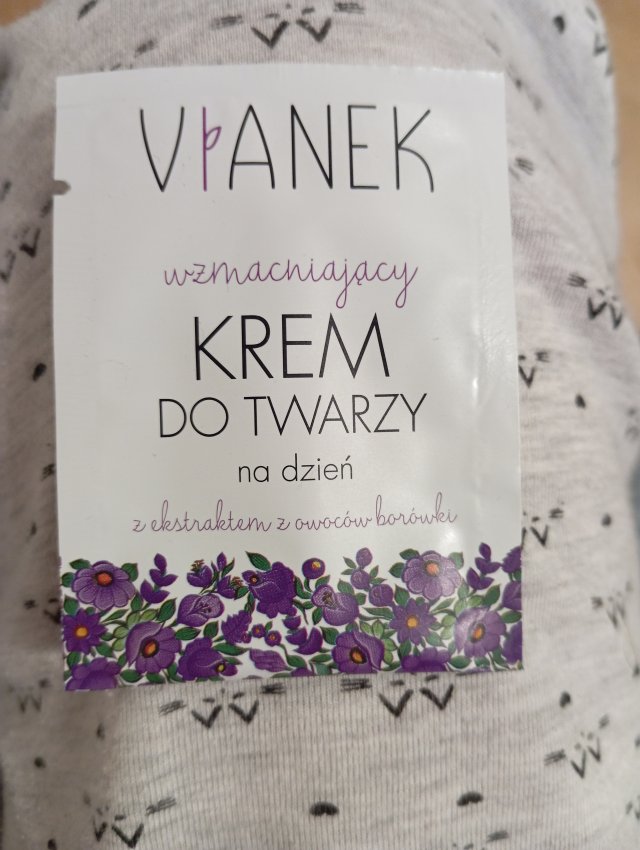 VIANEK
wzmacniający
KREM
DO TWARZY
na dzień
z ekstraktem z owoców borówki